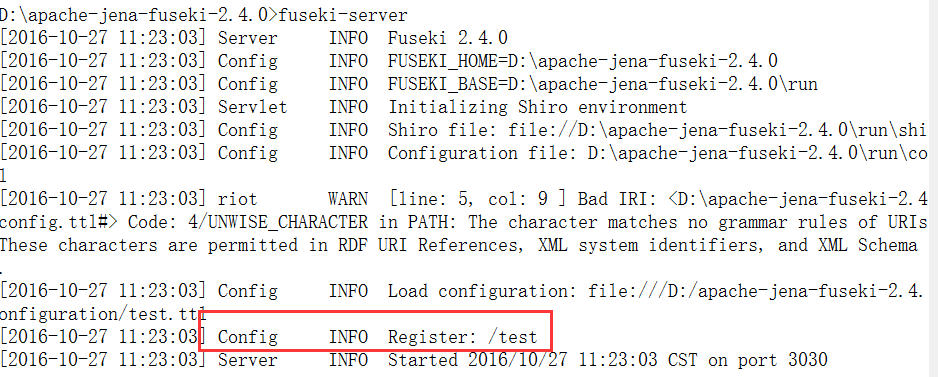 D:\apache-jena-fuseki-2.4.0>fuseki-server
[2016-10-27 11:23:03] Server     INFO  Fuseki 2.4.0
[2016-10-27 11:23:03] Config     INFO  FUSEKI_HOME=D:\apache-jena-fuseki-2.4.0
[2016-10-27 11:23:03] Config     INFO  FUSEKI_BASE=D:\apache-jena-fuseki-2.4.0\run
[2016-10-27 11:23:03] Servlet    INFO  Initializing Shiro environment
[2016-10-27 11:23:03] Config     INFO  Shiro file: file://D:\apache-jena-fuseki-2.4.0\run\shi
[2016-10-27 11:23:03] Config     INFO  Configuration file: D:\apache-jena-fuseki-2.4.0\run\co
l
[2016-10-27 11:23:03] riot       WARN  [line: 5, col: 9 ] Bad IRI: <D:\apache-jena-fuseki-2.4
config.ttl#> Code: 4/UNWISE_CHARACTER in PATH: The character matches no grammar rules of URIs
These characters are permitted in RDF URI References, XML system identifiers, and XML Schema
.
[2016-10-27 11:23:03] Config     INFO  Load configuration: file:///D:/apache-jena-fuseki-2.4.
onfiguration/test.ttl
[2016-10-27 11:23:03] Config     INFO  Register: /test
[2016-10-27 11:23:03] Server     INFO  Started 2016/10/27 11:23:03 CST on port 3030